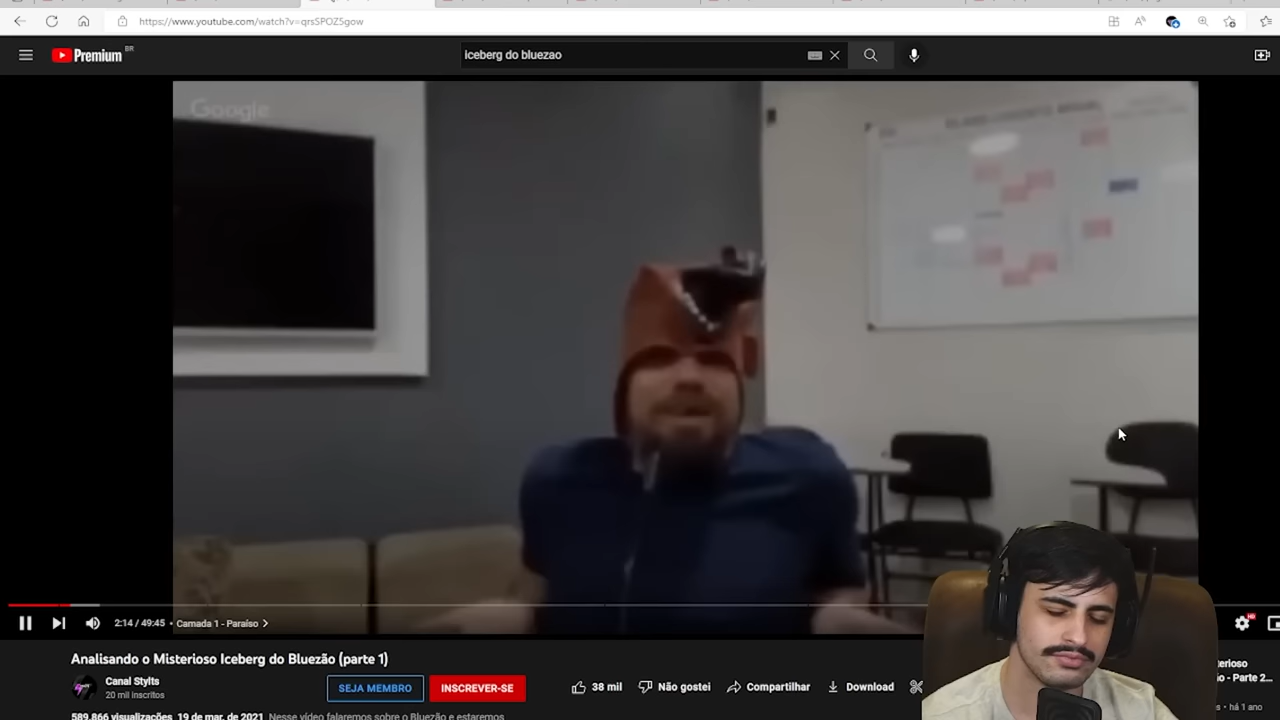 https://www.youtube.com/watch?v=qrsSPOZ5gow
Premium BR
iceberg do bluezao
Google
2:14 / 49:45 • Camada 1 - Paraíso
HD
Analisando o Misterioso Iceberg do Bluezão (parte 1)
Canal Stylts
20 mil inscritos
SEJA MEMBRO
INSCREVER-SE
38 mil
Não gostei
Compartilhar
Download
- Parte 2...
• há 1 ano
589.866 visualizações 19 de mar. de 2021 Nesse vídeo falaremos sobre o Bluezão e estaremos